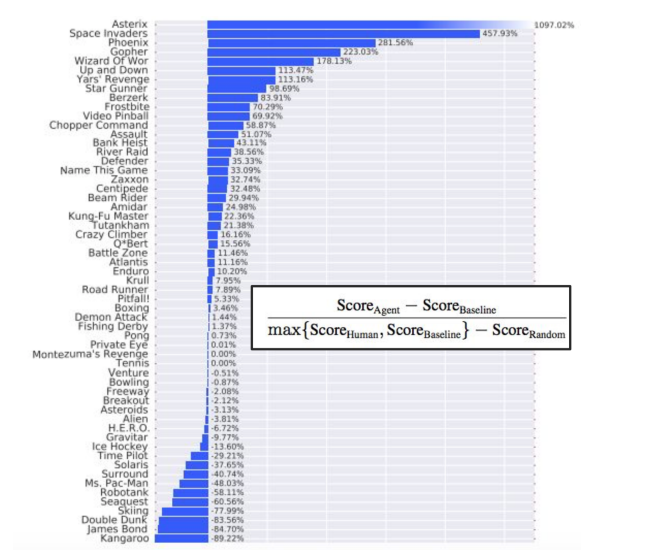 Asterix 1097.02%
Space Invaders 457.93%
Phoenix 281.56%
Gopher 223.03%
Wizard Of Wor 178.13%
Up and Down 113.47%
Yars' Revenge 113.16%
Star Gunner 98.69%
Berzerk 83.91%
Frostbite 70.29%
Video Pinball 69.92%
Chopper Command 58.87%
Assault 51.07%
Bank Heist 43.11%
River Raid 38.56%
Defender 35.33%
Name This Game 33.09%
Zaxxon 32.74%
Centipede 32.48%
Beam Rider 29.94%
Amidar 24.98%
Kung-Fu Master 22.36%
Tutankham 21.38%
Crazy Climber 16.16%
Q*Bert 15.56%
Battle Zone 11.46%
Atlantis 11.16%
Enduro 10.20%
Krull 7.95%
Road Runner 7.89%
Pitfall! 5.33%
Boxing 3.46%
Demon Attack 1.44%
Fishing Derby 1.37%
Pong 0.73%
Private Eye 0.01%
Montezuma's Revenge 0.00%
Tennis 0.00%
Venture -0.51%
Bowling -0.87%
Freeway -2.08%
Breakout -2.12%
Asteroids -3.13%
Alien -3.81%
H.E.R.O. -6.72%
Gravitar -9.77%
Ice Hockey -13.60%
Time Pilot -29.21%
Solaris -37.65%
Surround -40.74%
Ms. Pac-Man -48.03%
Robotank -58.11%
Seaquest -60.56%
Skiing -77.99%
Double Dunk -83.56%
James Bond -84.70%
Kangaroo -89.22%
Score Agent − Score Baseline
max{Score Human, Score Baseline} − Score Random